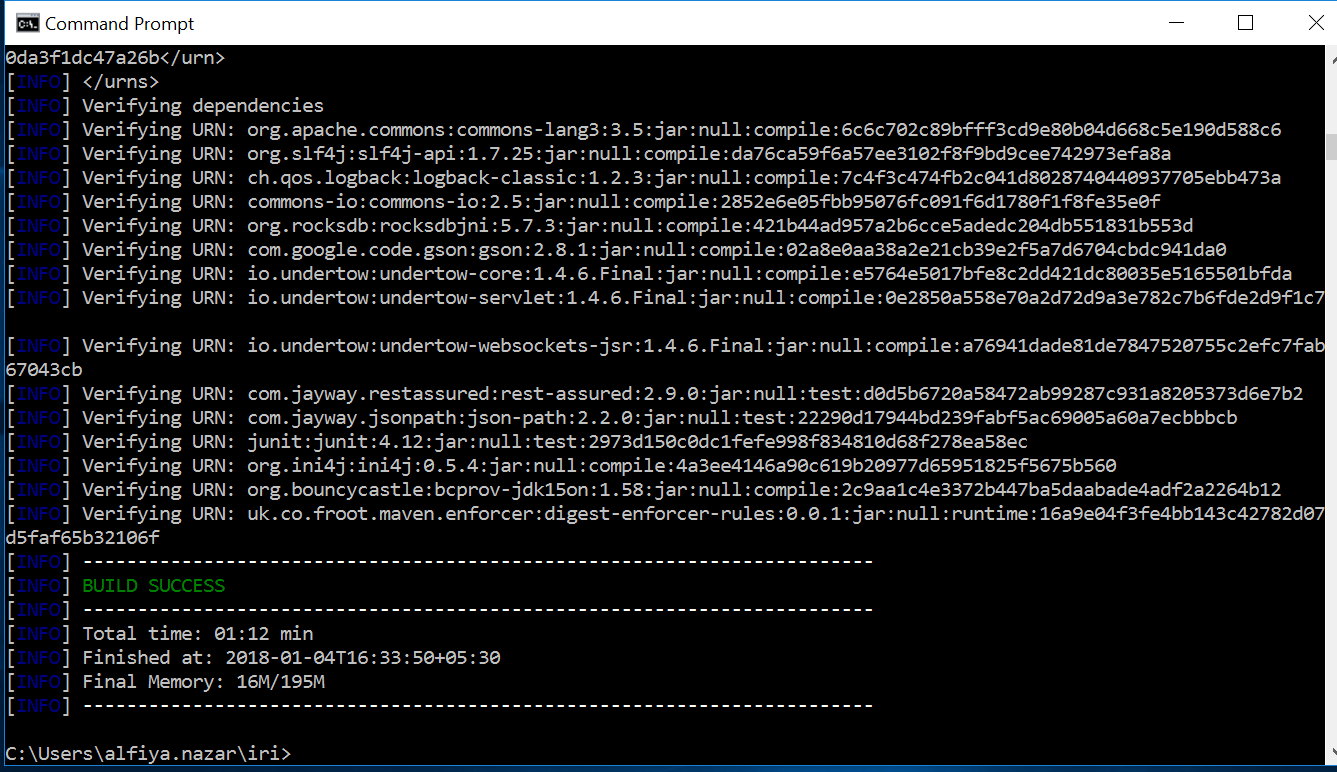 Command Prompt
0da3f1dc47a26b</urn>
[INFO] </urns>
[INFO] Verifying dependencies
[INFO] Verifying URN: org.apache.commons:commons-lang3:3.5:jar:null:compile:6c6c702c89bfff3cd9e80b04d668c5e190d588c6
[INFO] Verifying URN: org.slf4j:slf4j-api:1.7.25:jar:null:compile:da76ca59f6a57ee3102f8f9bd9cee742973efa8a
[INFO] Verifying URN: ch.qos.logback:logback-classic:1.2.3:jar:null:compile:7c4f3c474fb2c041d8028740440937705ebb473a
[INFO] Verifying URN: commons-io:commons-io:2.5:jar:null:compile:2852e6e05fbb95076fc091f6d1780f1f8fe35e0f
[INFO] Verifying URN: org.rocksdb:rocksdbjni:5.7.3:jar:null:compile:421b44ad957a2b6cce5adedc204db551831b553d
[INFO] Verifying URN: com.google.code.gson:gson:2.8.1:jar:null:compile:02a8e0aa38a2e21cb39e2f5a7d6704cbdc941da0
[INFO] Verifying URN: io.undertow:undertow-core:1.4.6.Final:jar:null:compile:e5764e5017bfe8c2dd421dc80035e5165501bfda
[INFO] Verifying URN: io.undertow:undertow-servlet:1.4.6.Final:jar:null:compile:0e2850a558e70a2d72d9a3e782c7b6fde2d9f1c7
[INFO] Verifying URN: io.undertow:undertow-websockets-jsr:1.4.6.Final:jar:null:compile:a76941dade81de7847520755c2efc7fab
67043cb
[INFO] Verifying URN: com.jayway.restassured:rest-assured:2.9.0:jar:null:test:d0d5b6720a58472ab99287c931a8205373d6e7b2
[INFO] Verifying URN: com.jayway.jsonpath:json-path:2.2.0:jar:null:test:22290d17944bd239fabf5ac69005a60a7ecbbbcb
[INFO] Verifying URN: junit:junit:4.12:jar:null:test:2973d150c0dc1fefe998f834810d68f278ea58ec
[INFO] Verifying URN: org.ini4j:ini4j:0.5.4:jar:null:compile:4a3ee4146a90c619b20977d65951825f5675b560
[INFO] Verifying URN: org.bouncycastle:bcprov-jdk15on:1.58:jar:null:compile:2c9aa1c4e3372b447ba5daabade4adf2a2264b12
[INFO] Verifying URN: uk.co.froot.maven.enforcer:digest-enforcer-rules:0.0.1:jar:null:runtime:16a9e04f3fe4bb143c42782d07
d5faf65b32106f
[INFO] ------------------------------------------------------------------------
[INFO] BUILD SUCCESS
[INFO] ------------------------------------------------------------------------
[INFO] Total time: 01:12 min
[INFO] Finished at: 2018-01-04T16:33:50+05:30
[INFO] Final Memory: 16M/195M
[INFO] ------------------------------------------------------------------------
C:\Users\alfiya.nazar\iri>